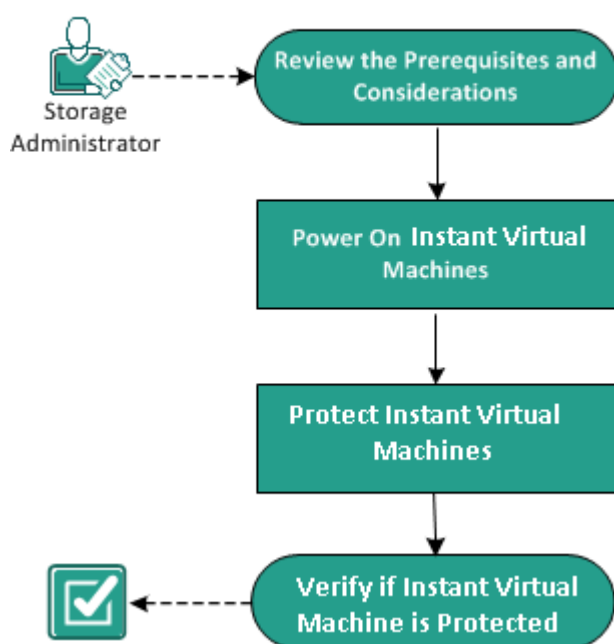 Storage
Administrator
Review the Prerequisites and
Considerations
Power On Instant Virtual
Machines
Protect Instant Virtual
Machines
Verify if Instant Virtual
Machine is Protected